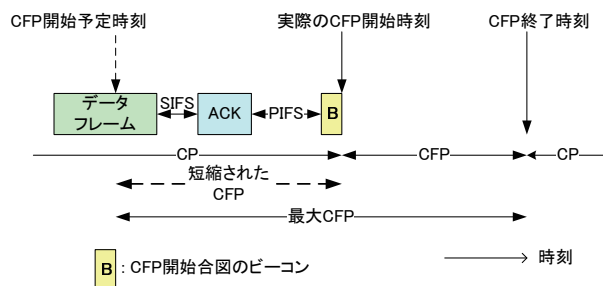 CFP開始予定時刻
実際のCFP開始時刻
CFP終了時刻
データ
フレーム
SIFS
ACK
PIFS
B
CP
CFP
CP
短縮された
CFP
最大CFP
B : CFP開始合図のビーコン
時刻